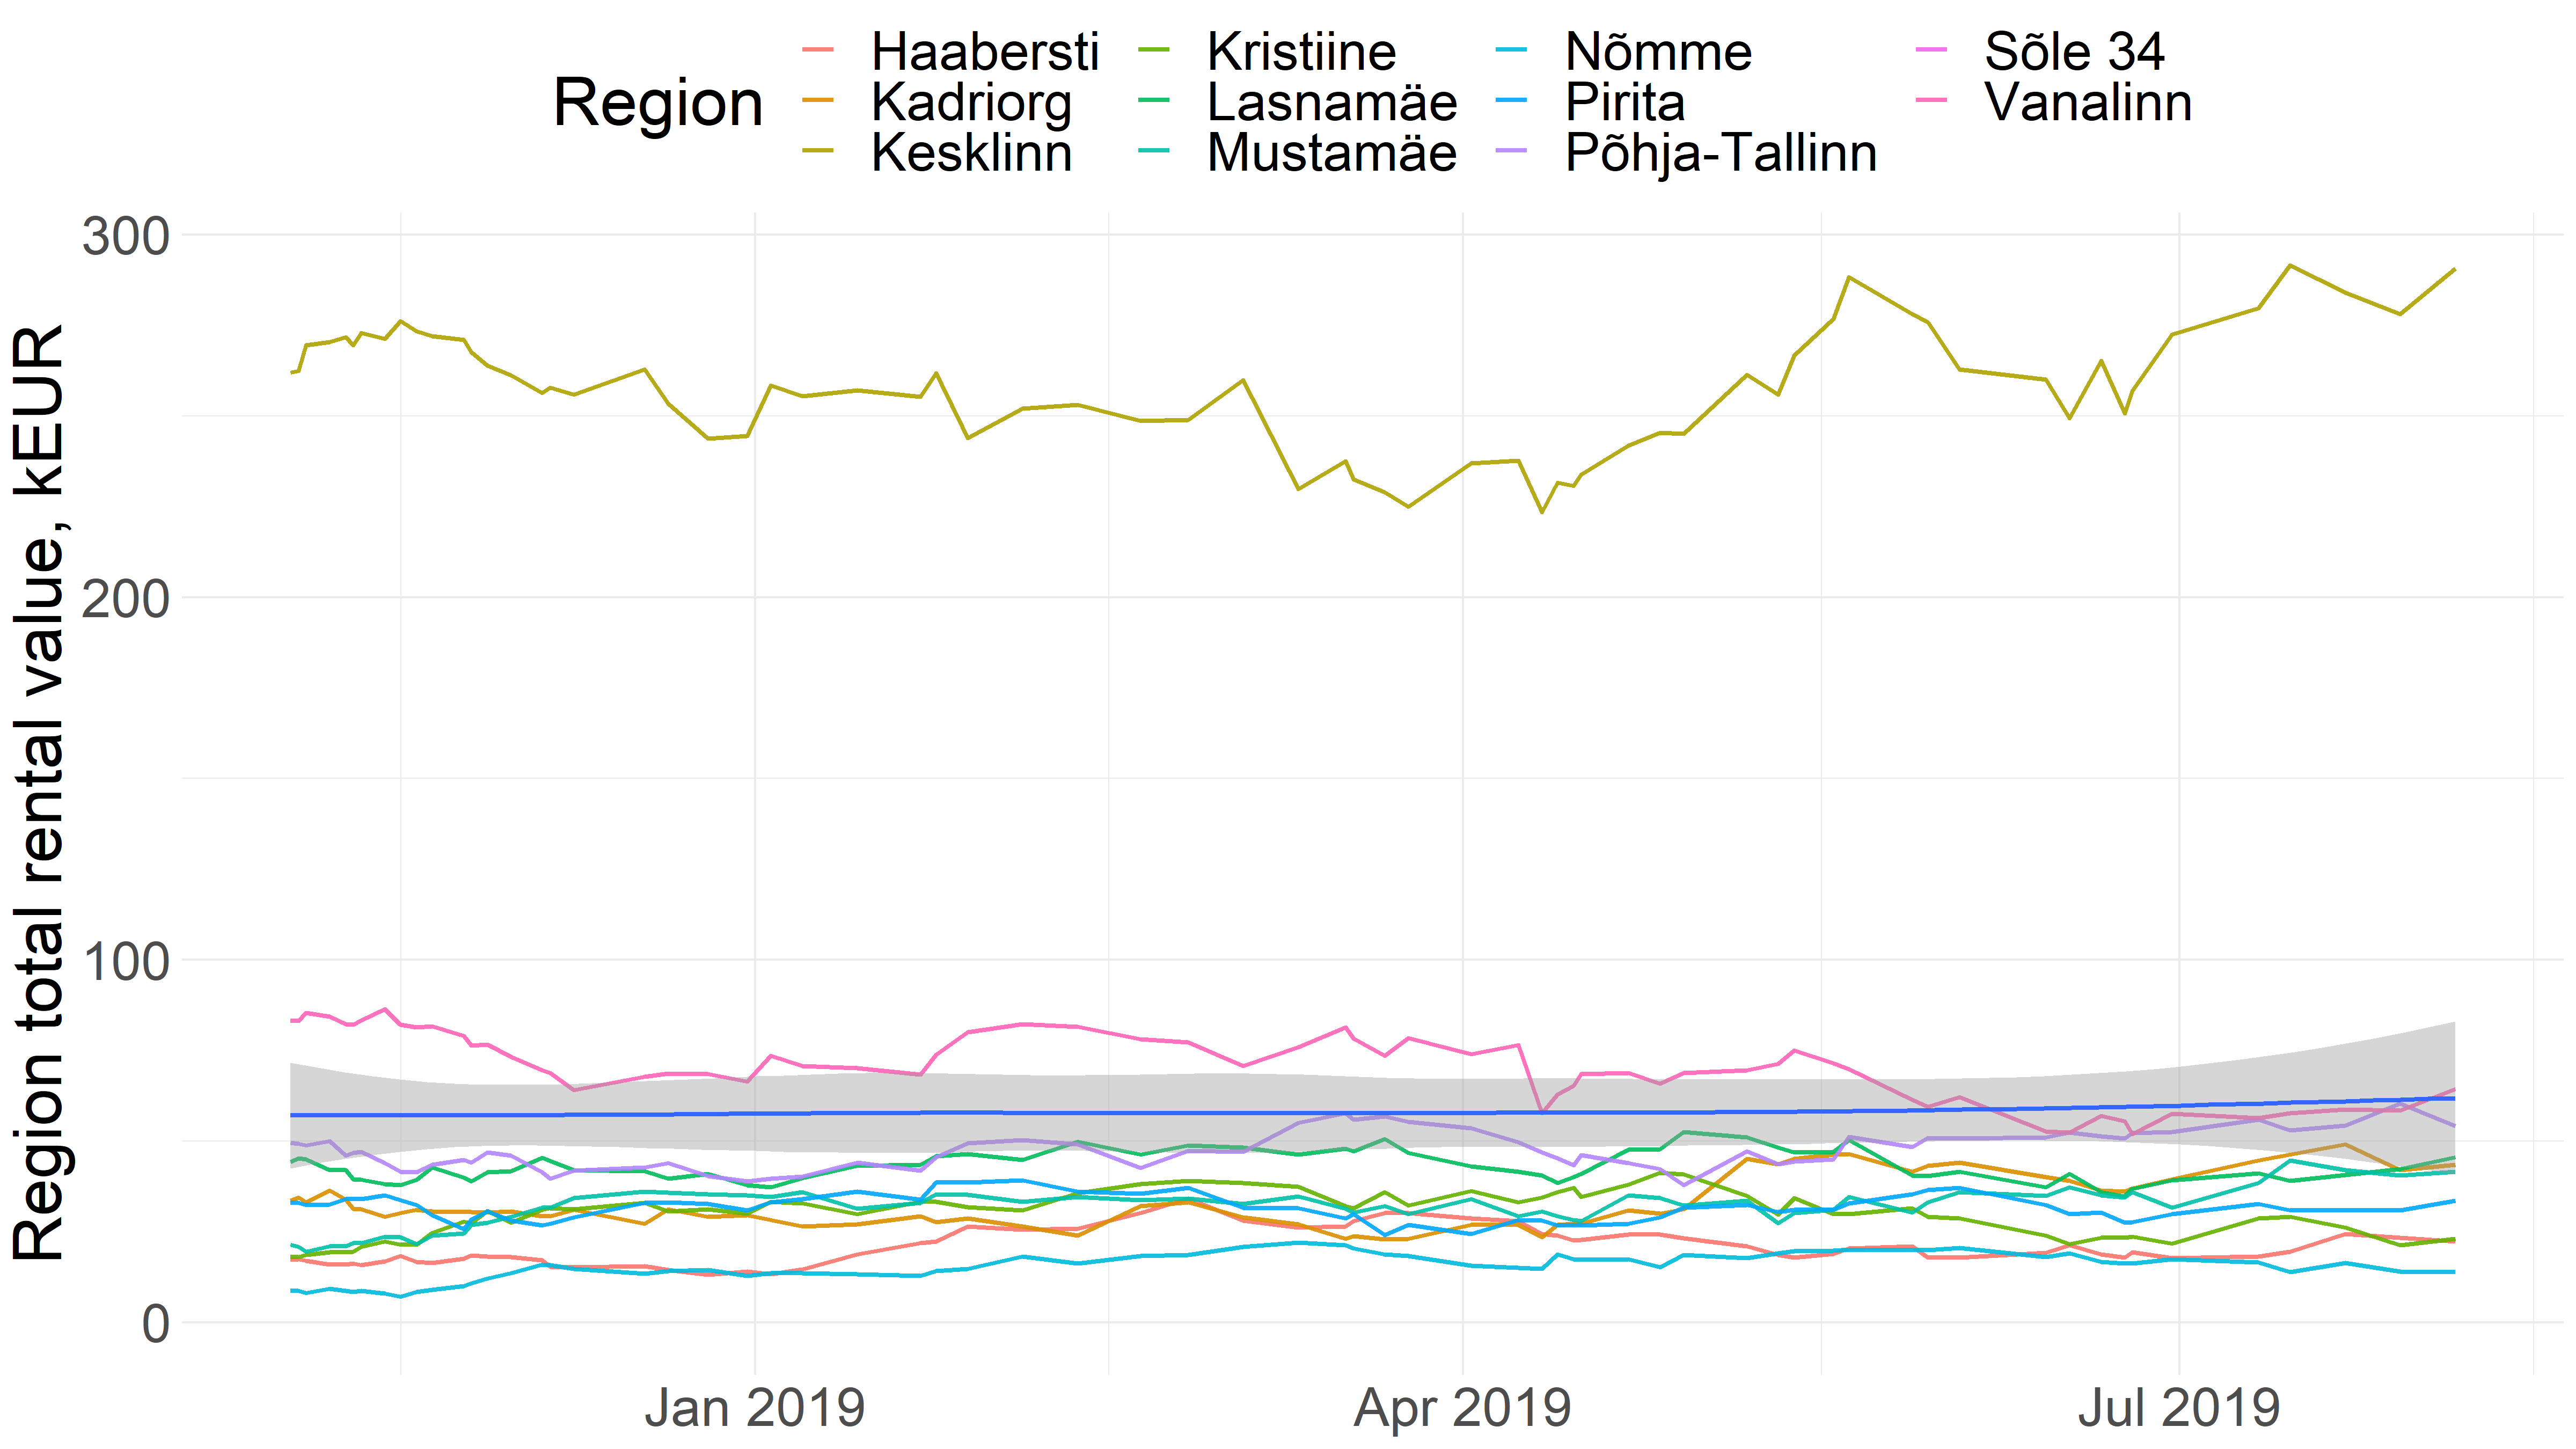 Region
Haabersti
Kadriorg
Kesklinn
Kristiine
Lasnamäe
Mustamäe
Nõmme
Pirita
Põhja-Tallinn
Sõle 34
Vanalinn
Region total rental value, kEUR
300
200
100
0
Jan 2019
Apr 2019
Jul 2019